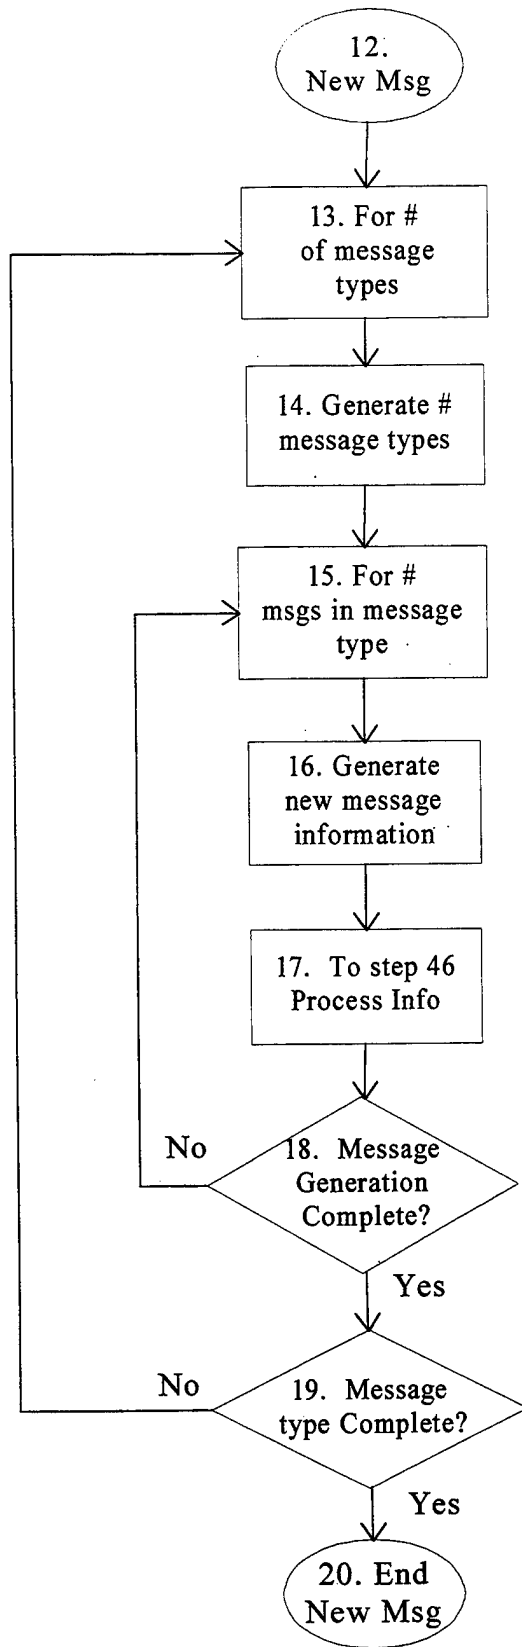 12.
New Msg
13. For #
of message
types
14. Generate #
message types
15. For #
msgs in message
type
16. Generate
new message
information
17. To step 46
Process Info
No
18. Message
Generation
Complete?
Yes
No
19. Message
type Complete?
Yes
20. End
New Msg